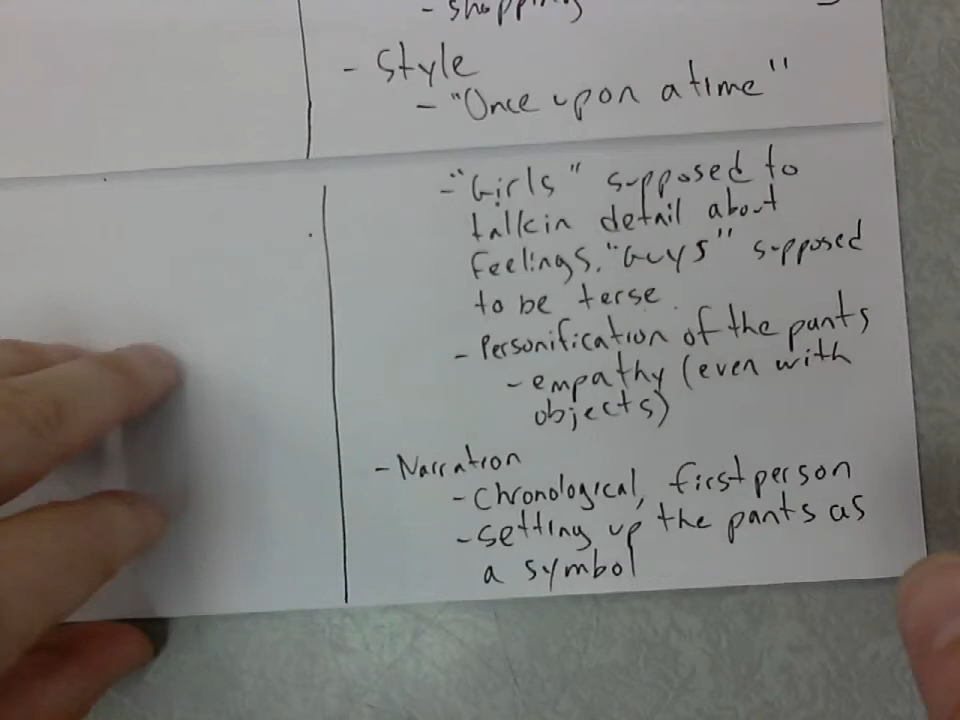 - shopping
- Style
- "Once upon a time"
- "Girls" supposed to
talk in detail about
feelings. "Guys" supposed
to be terse.
- Personification of the pants
- empathy (even with
objects)
- Narration
- Chronological, first person
- setting up the pants as
a symbol